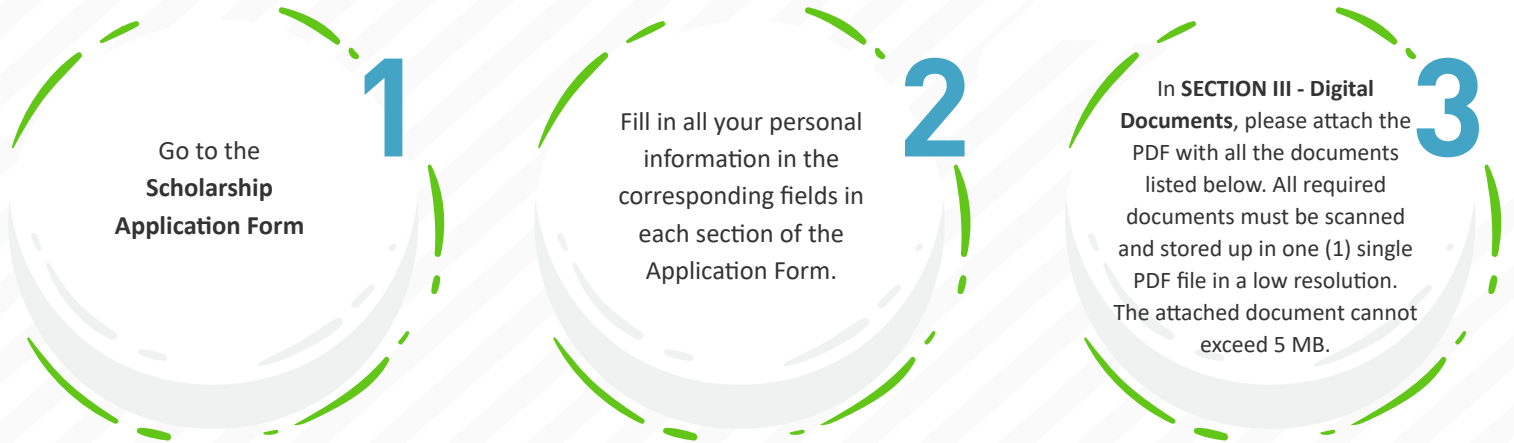 1
Go to the
Scholarship
Application Form
2
Fill in all your personal
information in the
corresponding fields in
each section of the
Application Form.
3
In SECTION III - Digital
Documents, please attach the
PDF with all the documents
listed below. All required
documents must be scanned
and stored up in one (1) single
PDF file in a low resolution.
The attached document cannot
exceed 5 MB.